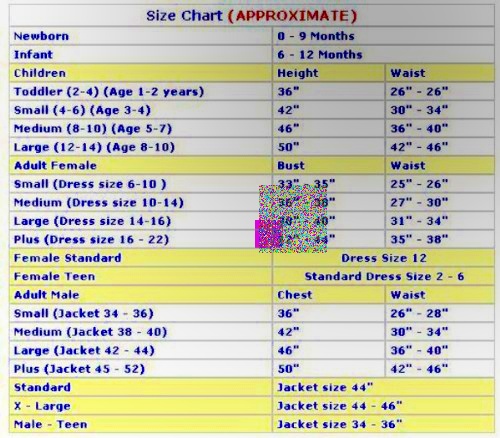 Size Chart (APPROXIMATE)
Newborn 0 - 9 Months
Infant 6 - 12 Months
Children Height Waist
Toddler (2-4) (Age 1-2 years) 36" 26" - 26"
Small (4-6) (Age 3-4) 42" 30" - 34"
Medium (8-10) (Age 5-7) 46" 36" - 40"
Large (12-14) (Age 8-10) 50" 42" - 46"
Adult Female Bust Waist
Small (Dress size 6-10 ) 33" - 35" 25" - 26"
Medium (Dress size 10-14) 27" - 30"
Large (Dress size 14-16) 40" 31" - 34"
Plus (Dress size 16 - 22) 35" - 38"
Female Standard Dress Size 12
Female Teen Standard Dress Size 2 - 6
Adult Male Chest Waist
Small (Jacket 34 - 36) 36" 26" - 28"
Medium (Jacket 38 - 40) 42" 30" - 34"
Large (Jacket 42 - 44) 46" 36" - 40"
Plus (Jacket 45 - 52) 50" 42" - 46"
Standard Jacket size 44"
X - Large Jacket size 44 - 46"
Male - Teen Jacket size 34 - 36"